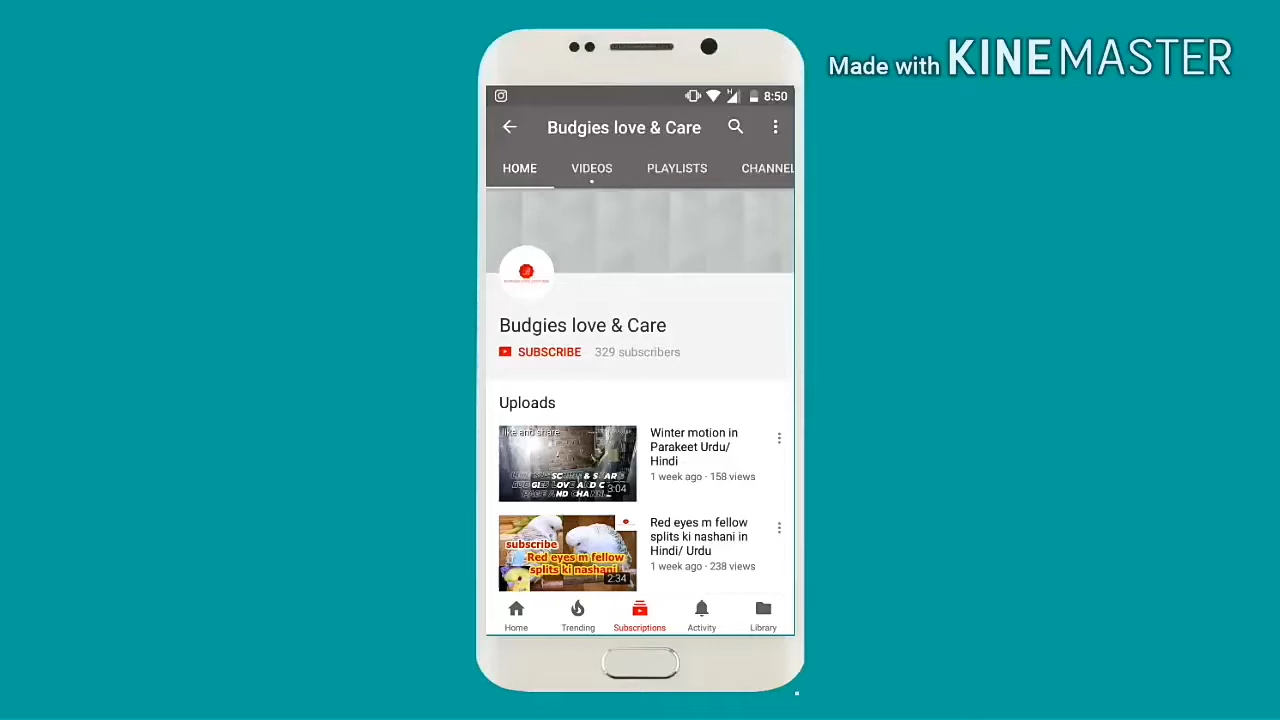 Made with KINEMASTER
8:50
Budgies love & Care
HOME VIDEOS PLAYLISTS CHANNEL
Budgies love & Care
SUBSCRIBE 329 subscribers
Uploads
like and share
3:04
Winter motion in
Parakeet Urdu/
Hindi
1 week ago · 158 views
subscribe
Red eyes m fellow
splits ki nashani
2:34
Red eyes m fellow
splits ki nashani in
Hindi/ Urdu
1 week ago · 238 views
Home Trending Subscriptions Activity Library